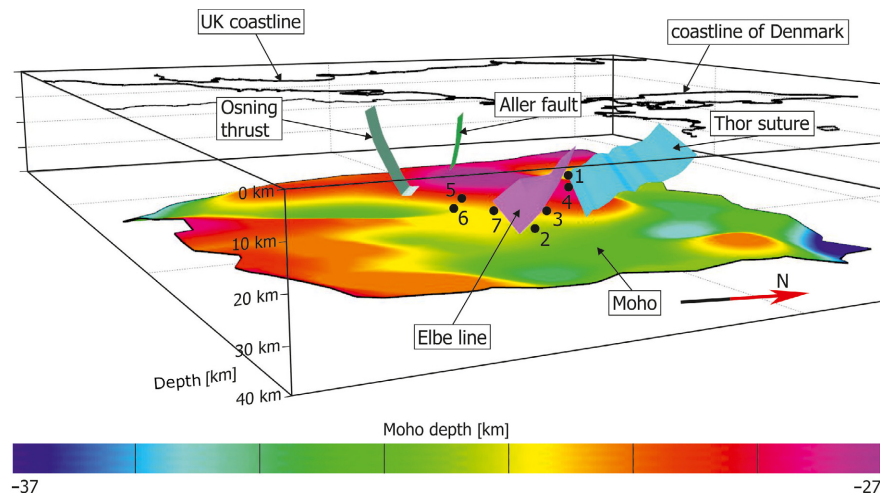 UK coastline
coastline of Denmark
Osning
thrust
Aller fault
Thor suture
0 km
1
5
4
6
7
3
2
10 km
N
20 km
Moho
Elbe line
30 km
Depth [km]
40 km
Moho depth [km]
–37
–27